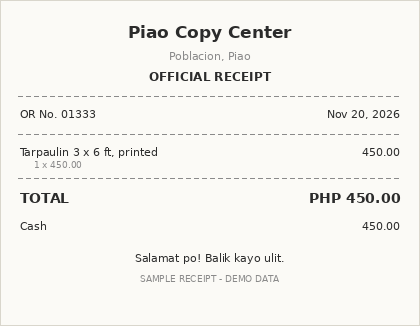 Piao Copy Center
Poblacion, Piao
OFFICIAL RECEIPT
OR No. 01333 Nov 20, 2026
Tarpaulin 3 x 6 ft, printed 450.00
1 x 450.00
TOTAL PHP 450.00
Cash 450.00
Salamat po! Balik kayo ulit.
SAMPLE RECEIPT - DEMO DATA